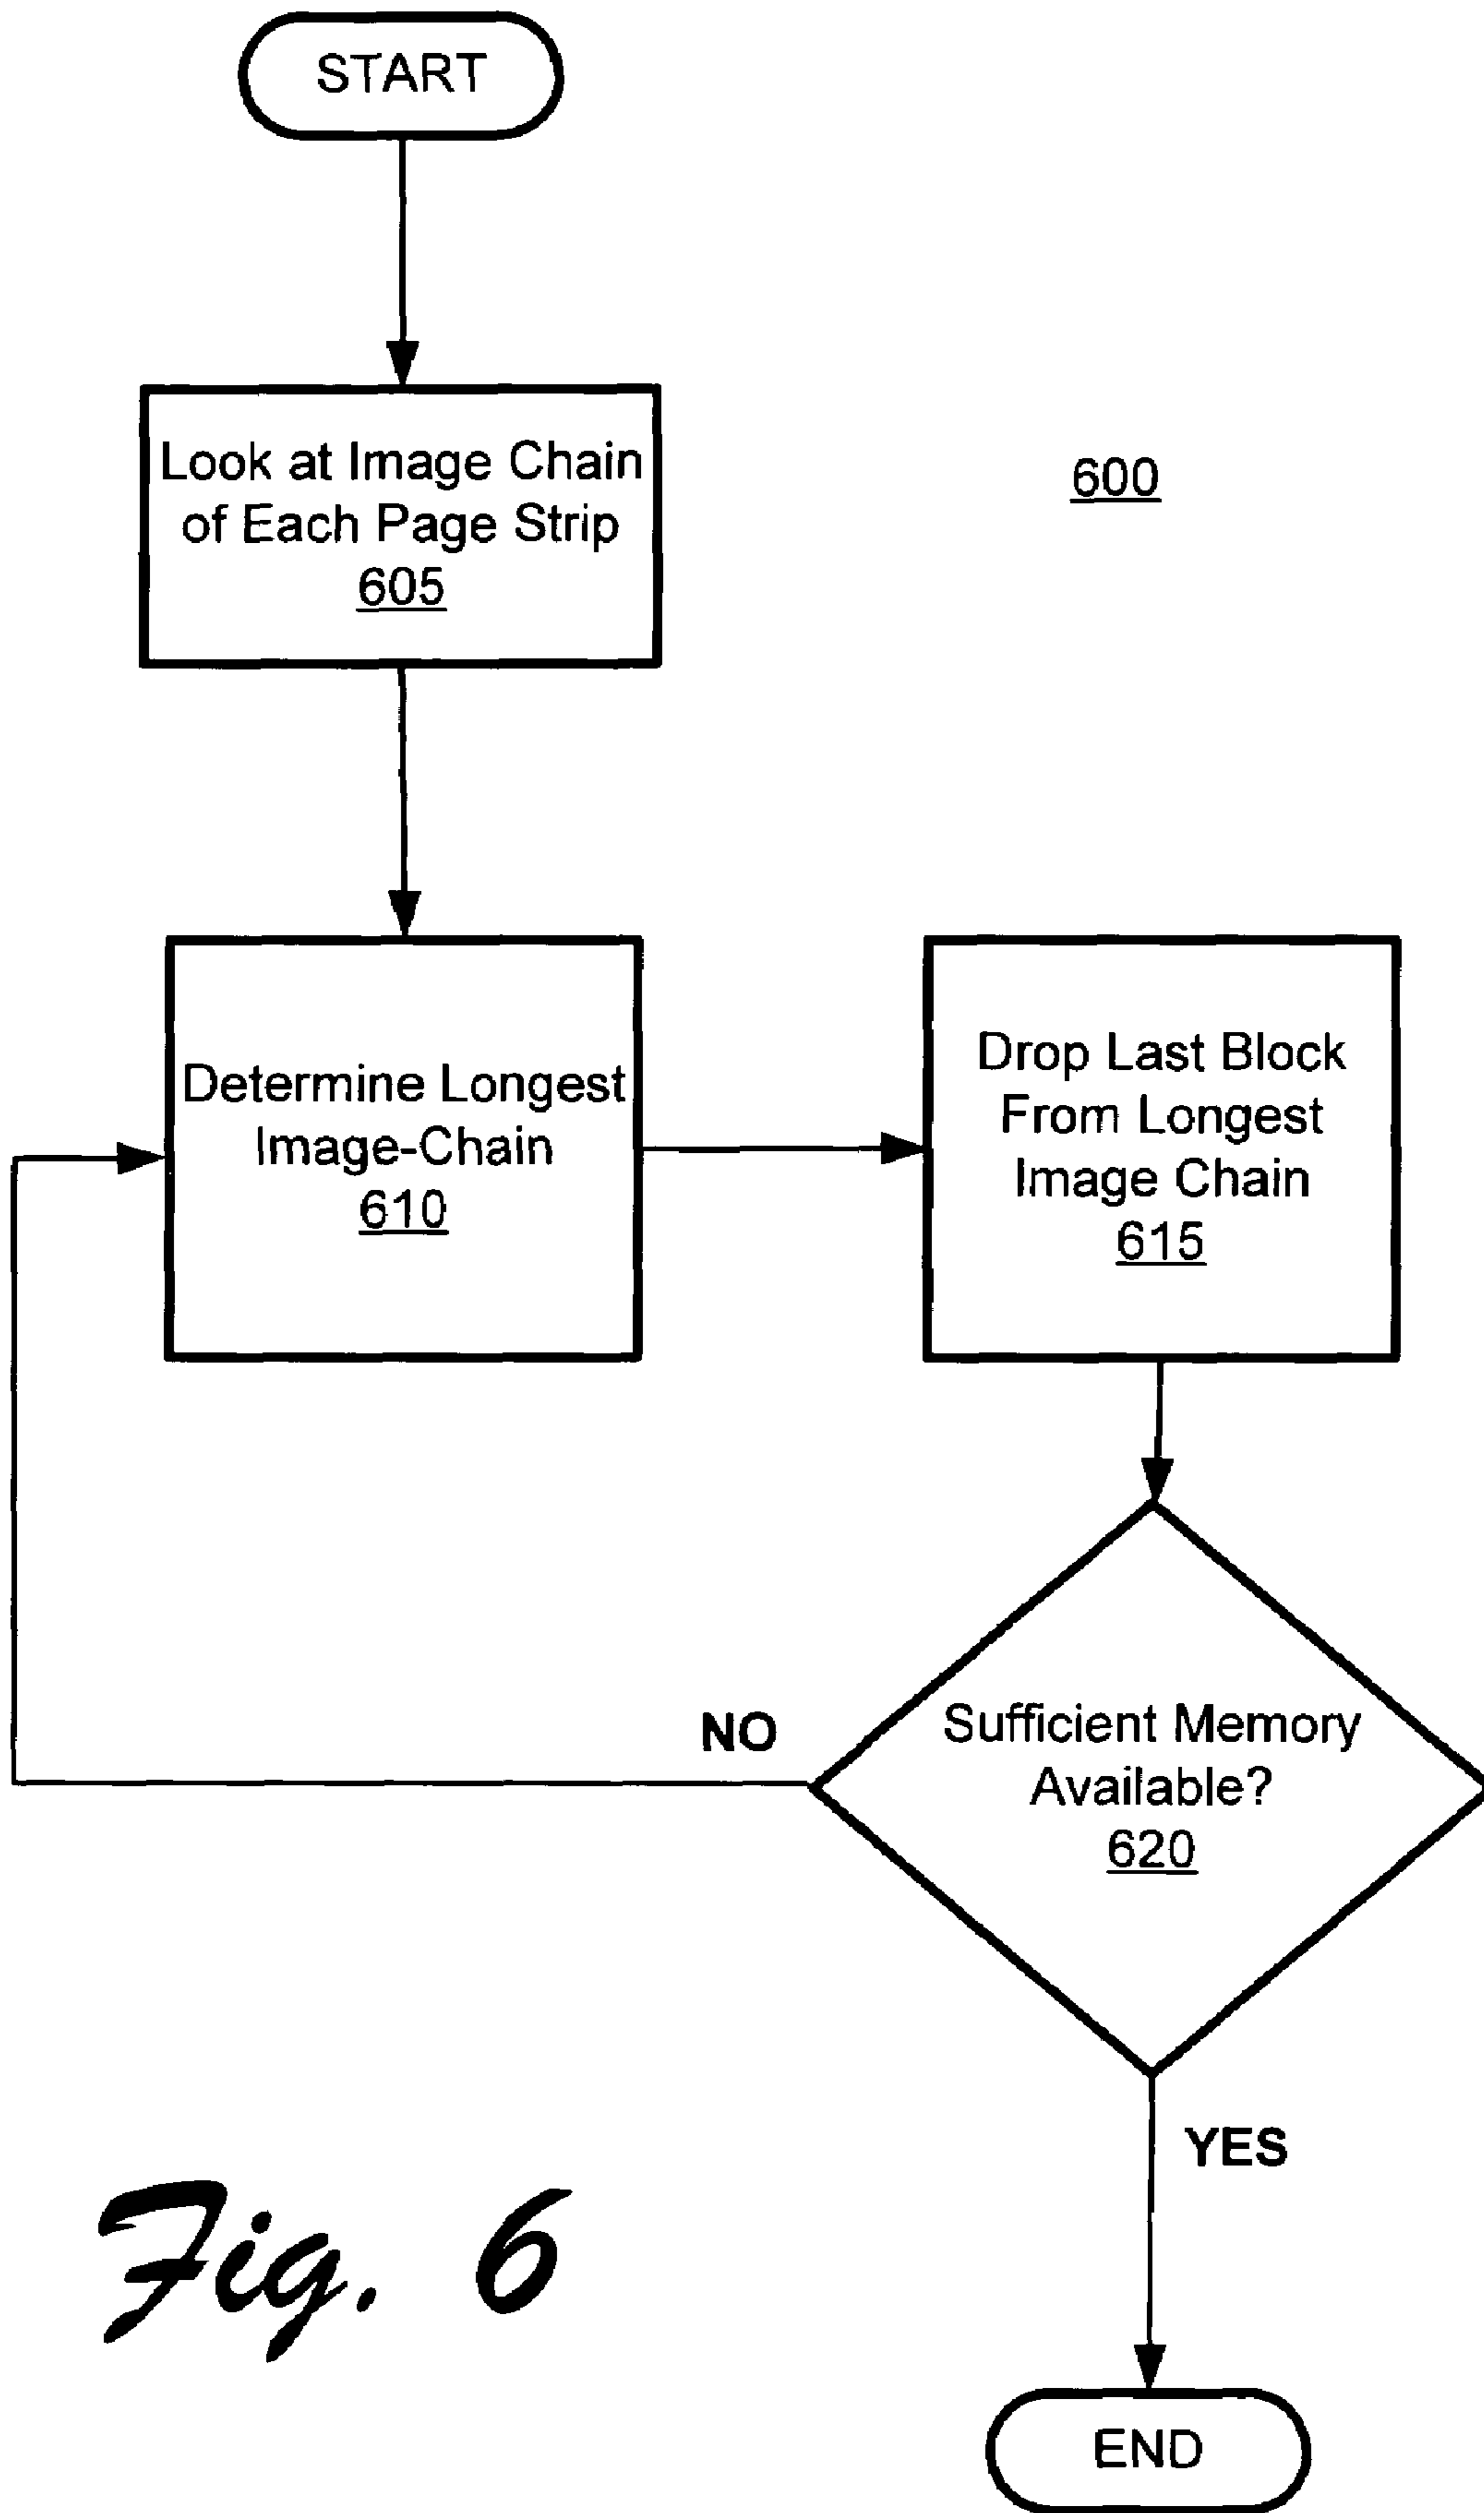 START
Look at Image Chain
of Each Page Strip
605
600
Determine Longest
Image-Chain
610
Drop Last Block
From Longest
Image Chain
615
Sufficient Memory
Available?
620
NO
YES
END
Fig. 6